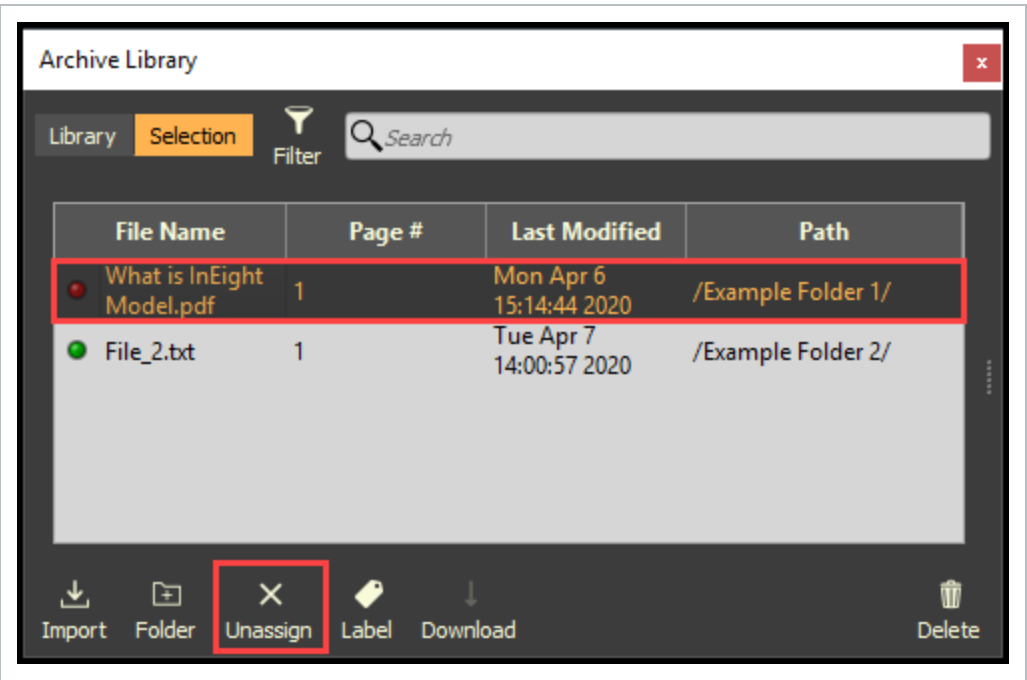 Archive Library
x
Library Selection Filter Search
File Name Page # Last Modified Path
What is InEight
Model.pdf
1
Mon Apr 6
15:14:44 2020
/Example Folder 1/
File_2.txt
1
Tue Apr 7
14:00:57 2020
/Example Folder 2/
Import Folder Unassign Label Download Delete